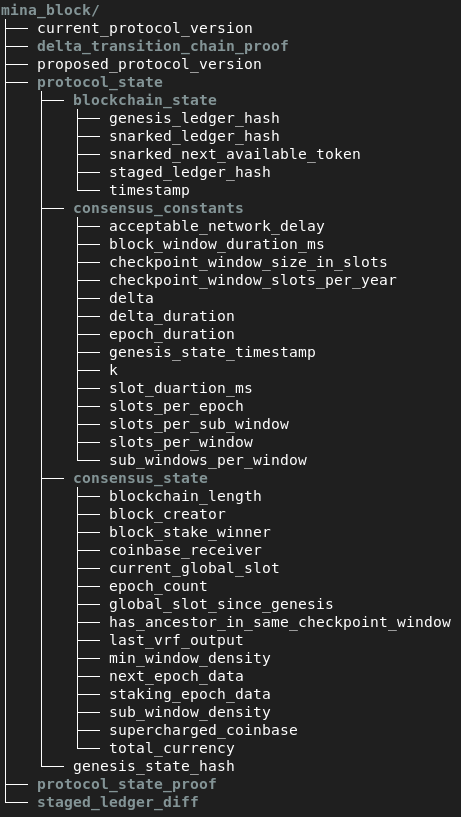 mina_block/
current_protocol_version
delta_transition_chain_proof
proposed_protocol_version
protocol_state
blockchain_state
genesis_ledger_hash
snarked_ledger_hash
snarked_next_available_token
staged_ledger_hash
timestamp
consensus_constants
acceptable_network_delay
block_window_duration_ms
checkpoint_window_size_in_slots
checkpoint_window_slots_per_year
delta
delta_duration
epoch_duration
genesis_state_timestamp
k
slot_duartion_ms
slots_per_epoch
slots_per_sub_window
slots_per_window
sub_windows_per_window
consensus_state
blockchain_length
block_creator
block_stake_winner
coinbase_receiver
current_global_slot
epoch_count
global_slot_since_genesis
has_ancestor_in_same_checkpoint_window
last_vrf_output
min_window_density
next_epoch_data
staking_epoch_data
sub_window_density
supercharged_coinbase
total_currency
genesis_state_hash
protocol_state_proof
staged_ledger_diff